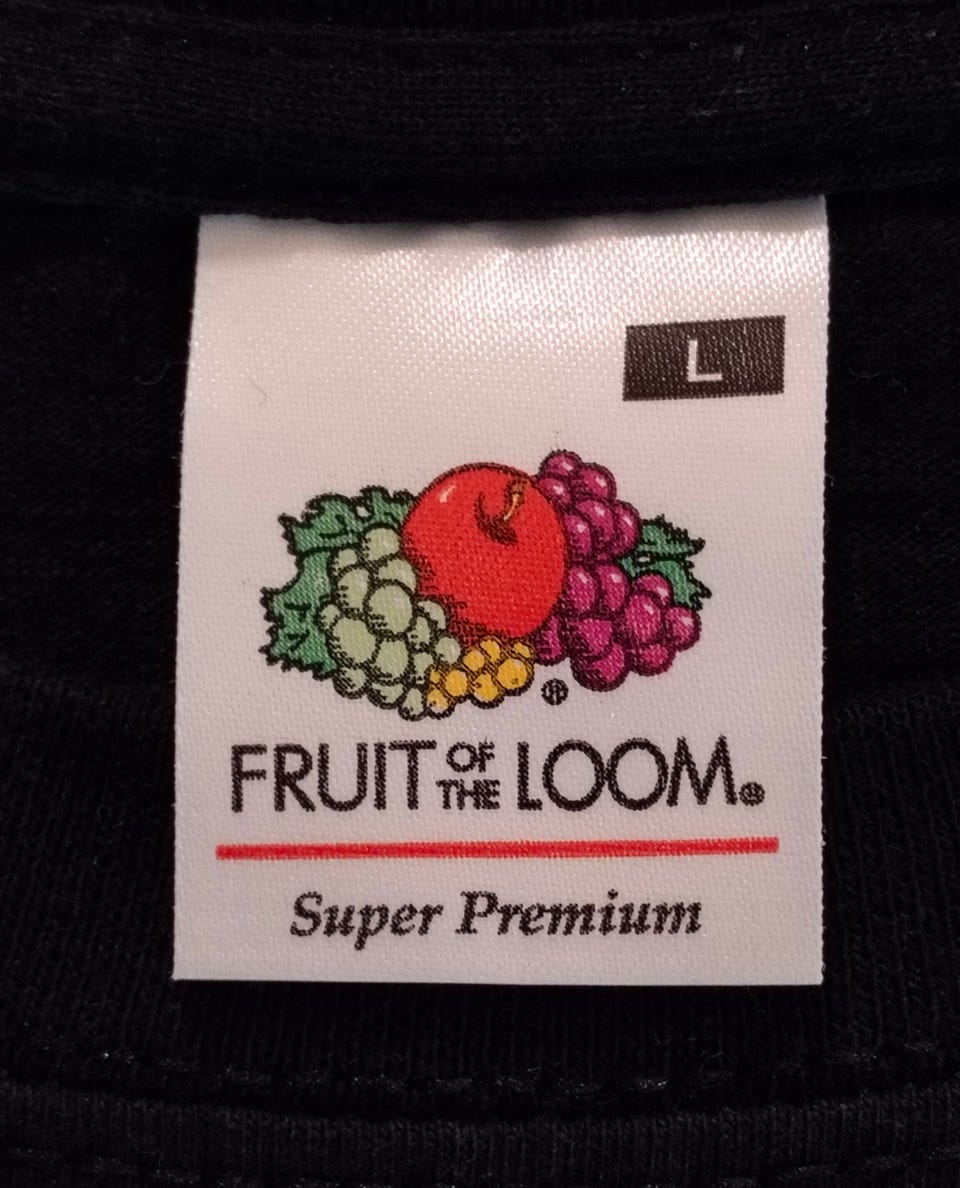 L
®
FRUIT OF THE LOOM®
Super Premium